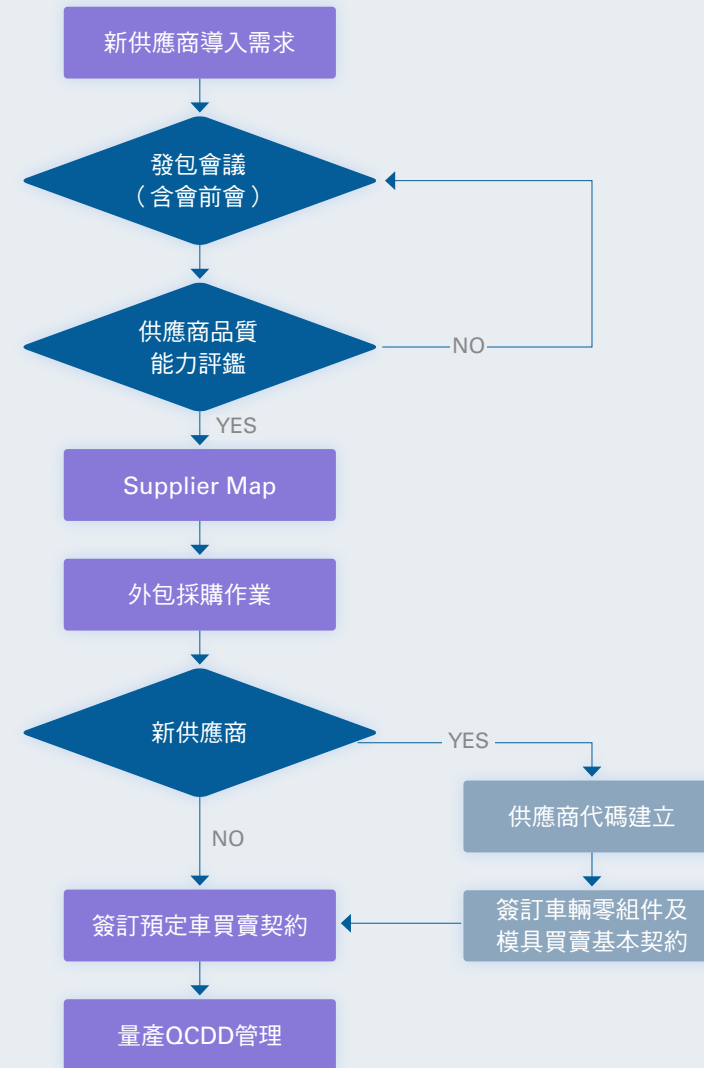 新供應商導入需求
發包會議
（含會前會）
供應商品質
能力評鑑
NO
YES
Supplier Map
外包採購作業
新供應商
YES
供應商代碼建立
NO
簽訂預定車買賣契約
簽訂車輛零組件及
模具買賣基本契約
量產QCDD管理